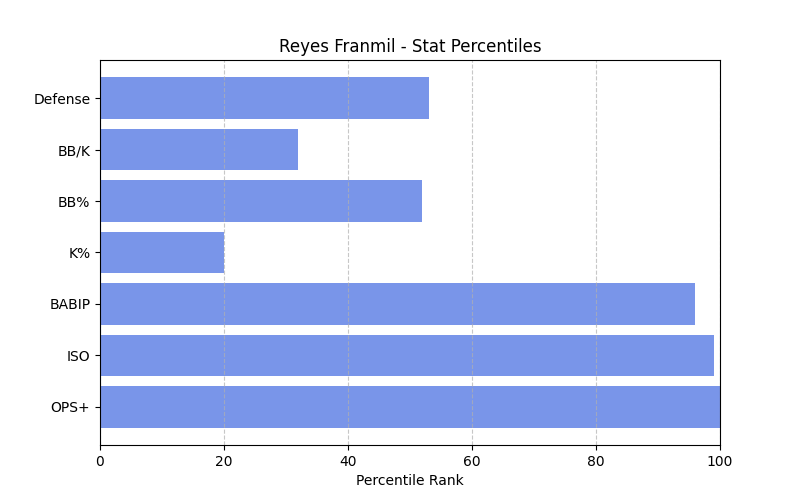 Reyes Franmil - Stat Percentiles
Defense
BB/K
BB%
K%
BABIP
ISO
OPS+
0 20 40 60 80 100
Percentile Rank